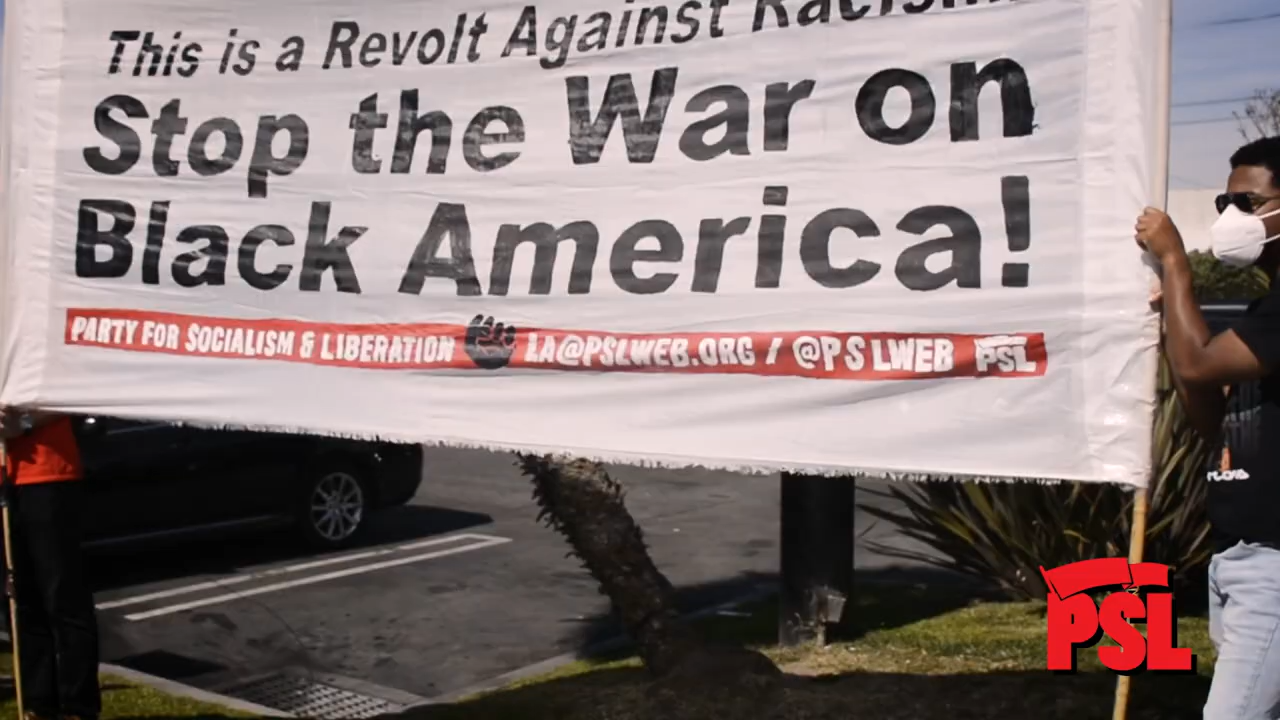 This is a Revolt Against Racism
Stop the War on
Black America!
PARTY FOR SOCIALISM & LIBERATION LA@PSLWEB.ORG / @PSLWEB PSL
PSL